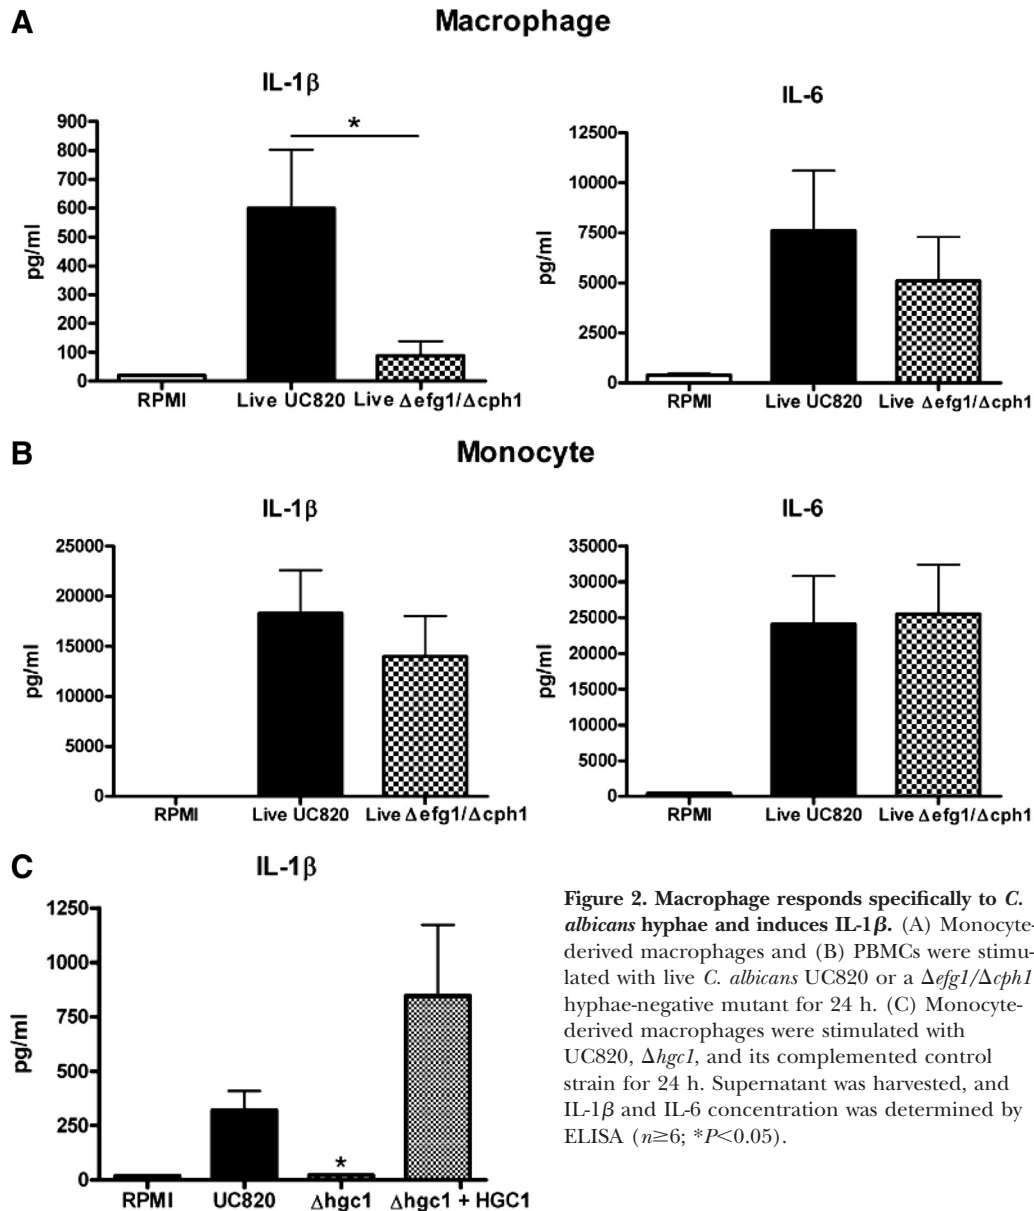 A
Macrophage
IL-1β
900
800
700
600
500
400
300
200
100
0
pg/ml
*
RPMI
Live UC820
Live Δefg1/Δcph1
IL-6
12500
10000
7500
5000
2500
0
pg/ml
RPMI
Live UC820
Live Δefg1/Δcph1
B
Monocyte
IL-1β
25000
20000
15000
10000
5000
0
pg/ml
RPMI
Live UC820
Live Δefg1/Δcph1
IL-6
35000
30000
25000
20000
15000
10000
5000
0
pg/ml
RPMI
Live UC820
Live Δefg1/Δcph1
C
IL-1β
1250
1000
750
500
250
0
pg/ml
*
RPMI
UC820
Δhgc1
Δhgc1 + HGC1
Figure 2. Macrophage responds specifically to C.
albicans hyphae and induces IL-1β. (A) Monocyte-
derived macrophages and (B) PBMCs were stimu-
lated with live C. albicans UC820 or a Δefg1/Δcph1
hyphae-negative mutant for 24 h. (C) Monocyte-
derived macrophages were stimulated with
UC820, Δhgc1, and its complemented control
strain for 24 h. Supernatant was harvested, and
IL-1β and IL-6 concentration was determined by
ELISA (n≥6; *P<0.05).